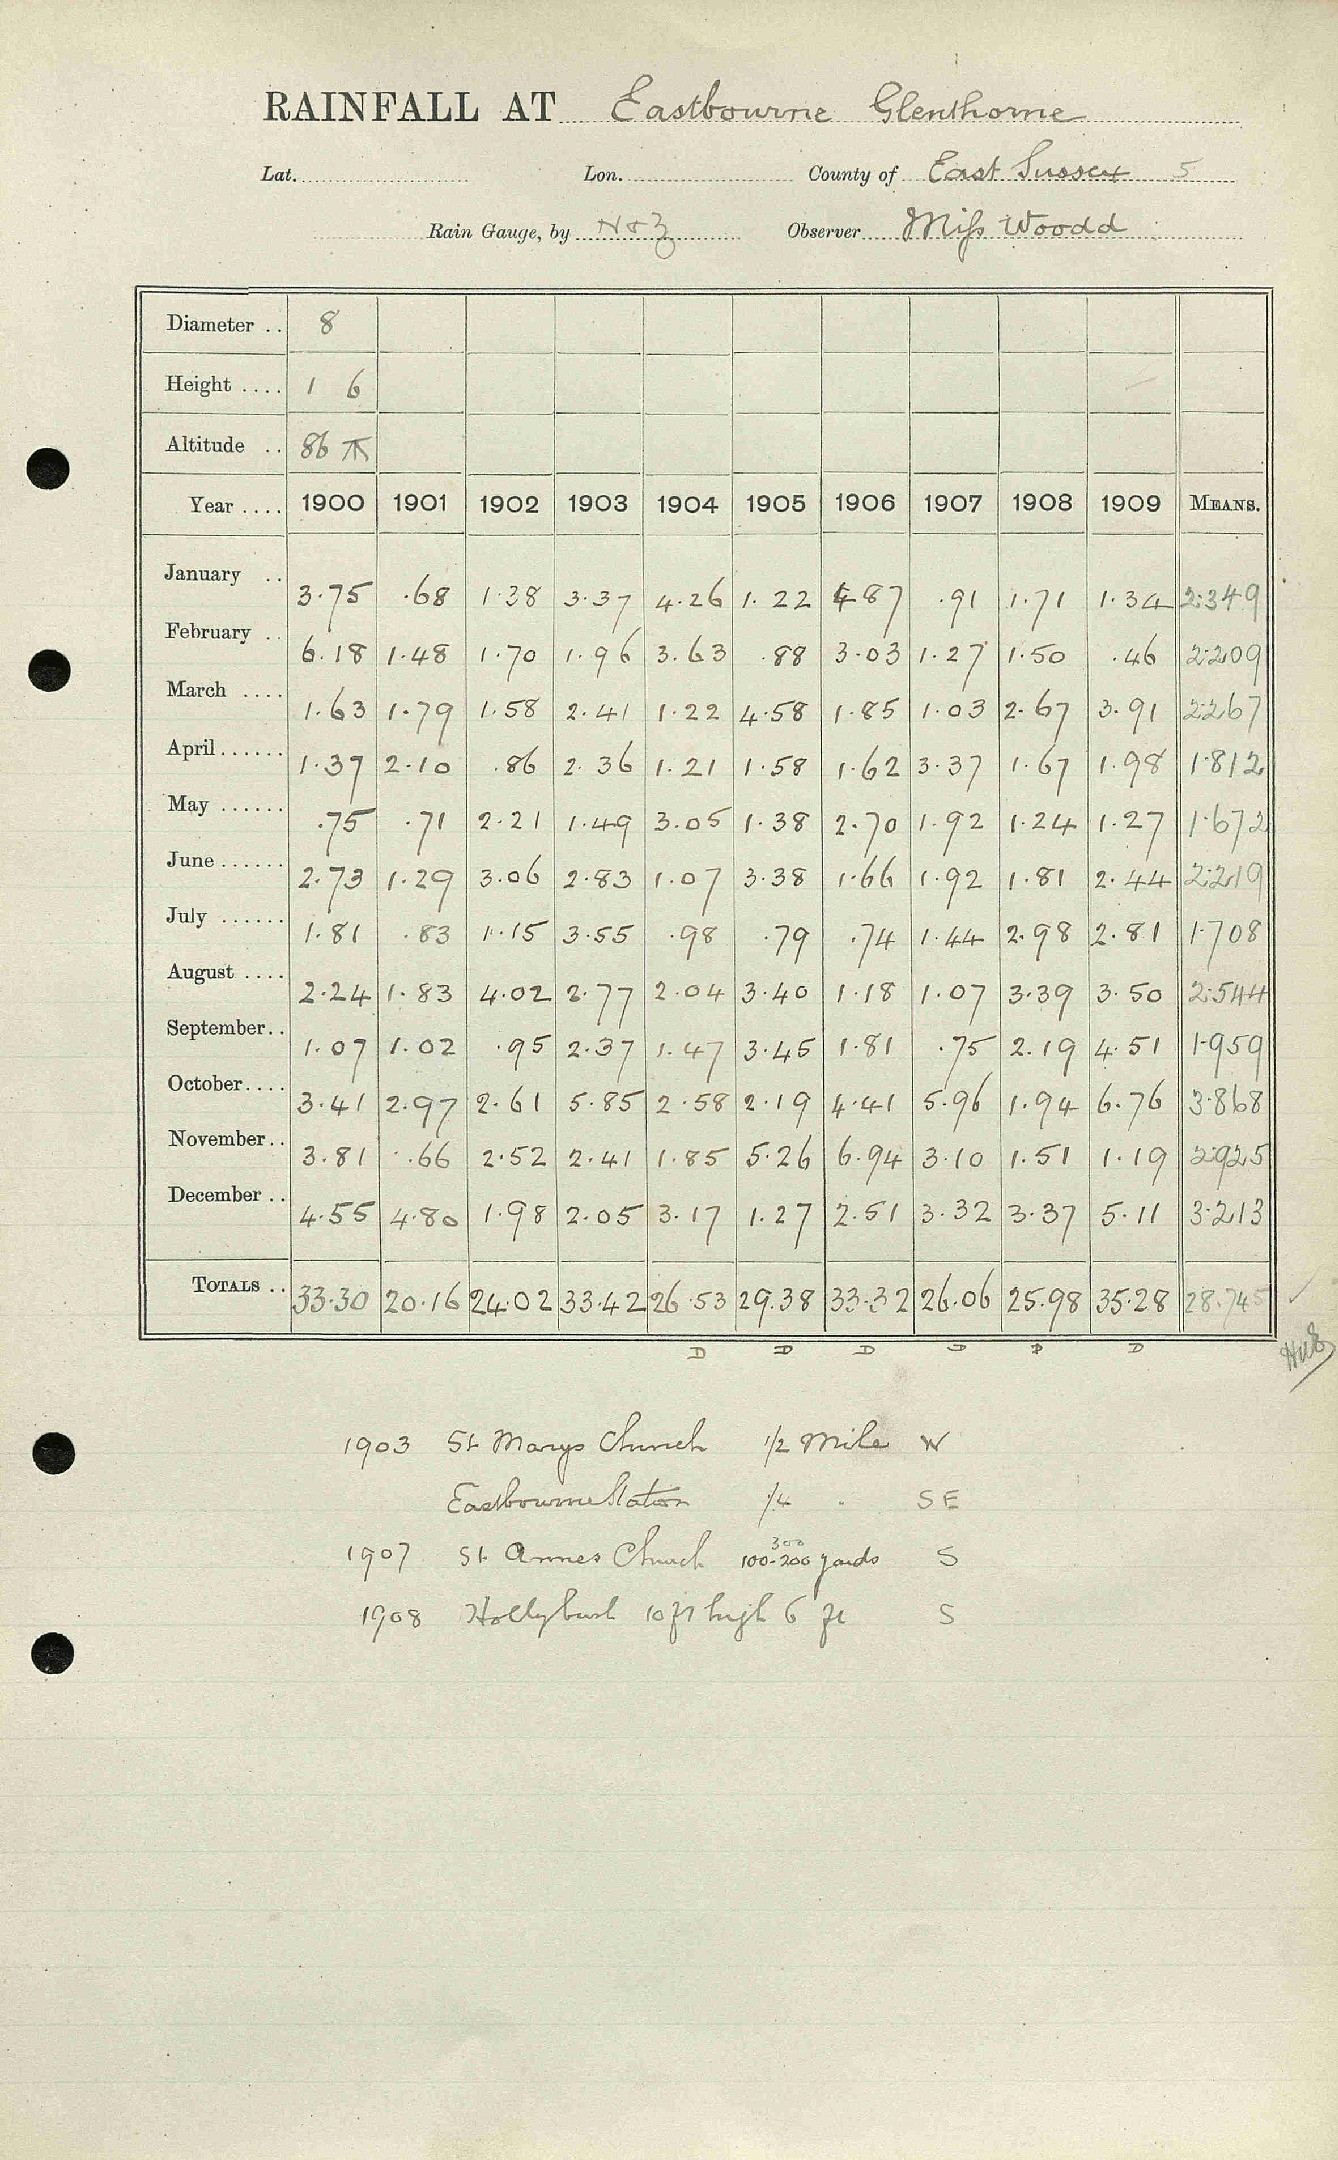 RAINFALL AT Eastbourne Glenthorne
Lat. Lon. County of East Sussex 5
Rain Gauge, by N & Z Observer Miss Woodd
Diameter .. 8
Height .... 1 6
Altitude .. 86
Year .... 1900 1901 1902 1903 1904 1905 1906 1907 1908 1909 MEANS.
January .. 3.75 .68 1.38 3.37 4.26 1.22 4.87 .91 1.71 1.34 2.349
February .. 6.18 1.48 1.70 1.96 3.63 .88 3.03 1.27 1.50 .46 2.209
March .... 1.63 1.79 1.58 2.41 1.22 4.58 1.85 1.03 2.67 3.91 2.267
April ...... 1.37 2.10 .86 2.36 1.21 1.58 1.62 3.37 1.67 1.98 1.812
May ...... .75 .71 2.21 1.49 3.05 1.38 2.70 1.92 1.24 1.27 1.672
June ...... 2.73 1.29 3.06 2.83 1.07 3.38 1.66 1.92 1.81 2.44 2.219
July ...... 1.81 .83 1.15 3.55 .98 .79 .74 1.44 2.98 2.81 1.708
August .... 2.24 1.83 4.02 2.77 2.04 3.40 1.18 1.07 3.39 3.50 2.544
September.. 1.07 1.02 .95 2.37 1.47 3.45 1.81 .75 2.19 4.51 1.959
October.... 3.41 2.97 2.61 5.85 2.58 2.19 4.41 5.96 1.94 6.76 3.868
November.. 3.81 .66 2.52 2.41 1.85 5.26 6.94 3.10 1.51 1.19 2.925
December .. 4.55 4.80 1.98 2.05 3.17 1.27 2.51 3.32 3.37 5.11 3.213
TOTALS .. 33.30 20.16 24.02 33.42 26.53 29.38 33.32 26.06 25.98 35.28 28.745
D D D D D D
1903 St Marys Church 1/2 Mile W
Eastbourne Station 1/4 " SE
1907 St Annes Church 100-200 300 yards S
1908 Hollybush 10 ft high 6 ft S